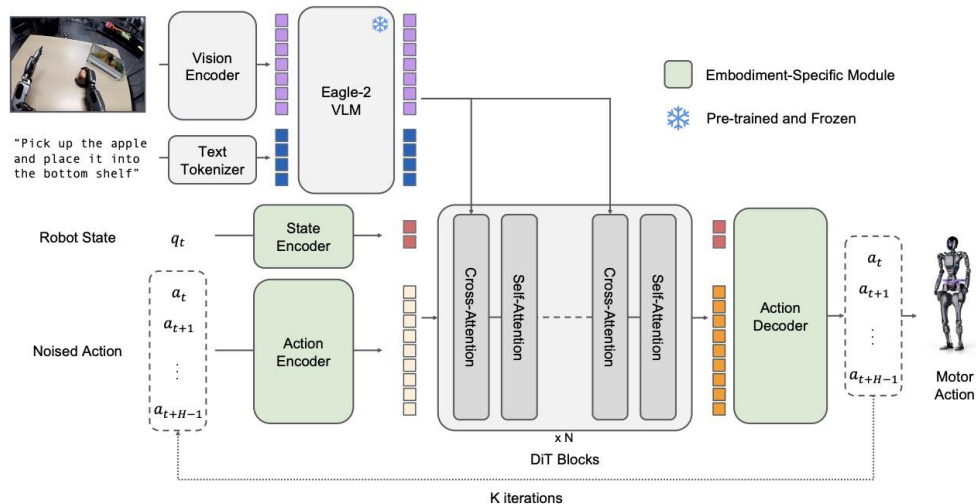 Vision
Encoder
Eagle-2
VLM
Embodiment-Specific Module
Pre-trained and Frozen
"Pick up the apple
and place it into
the bottom shelf"
Text
Tokenizer
Robot State
q_t
State
Encoder
Noised Action
a_t
a_{t+1}
⋮
a_{t+H−1}
Action
Encoder
Cross-Attention
Self-Attention
Cross-Attention
Self-Attention
x N
DiT Blocks
Action
Decoder
a_t
a_{t+1}
⋮
a_{t+H−1}
Motor
Action
K iterations